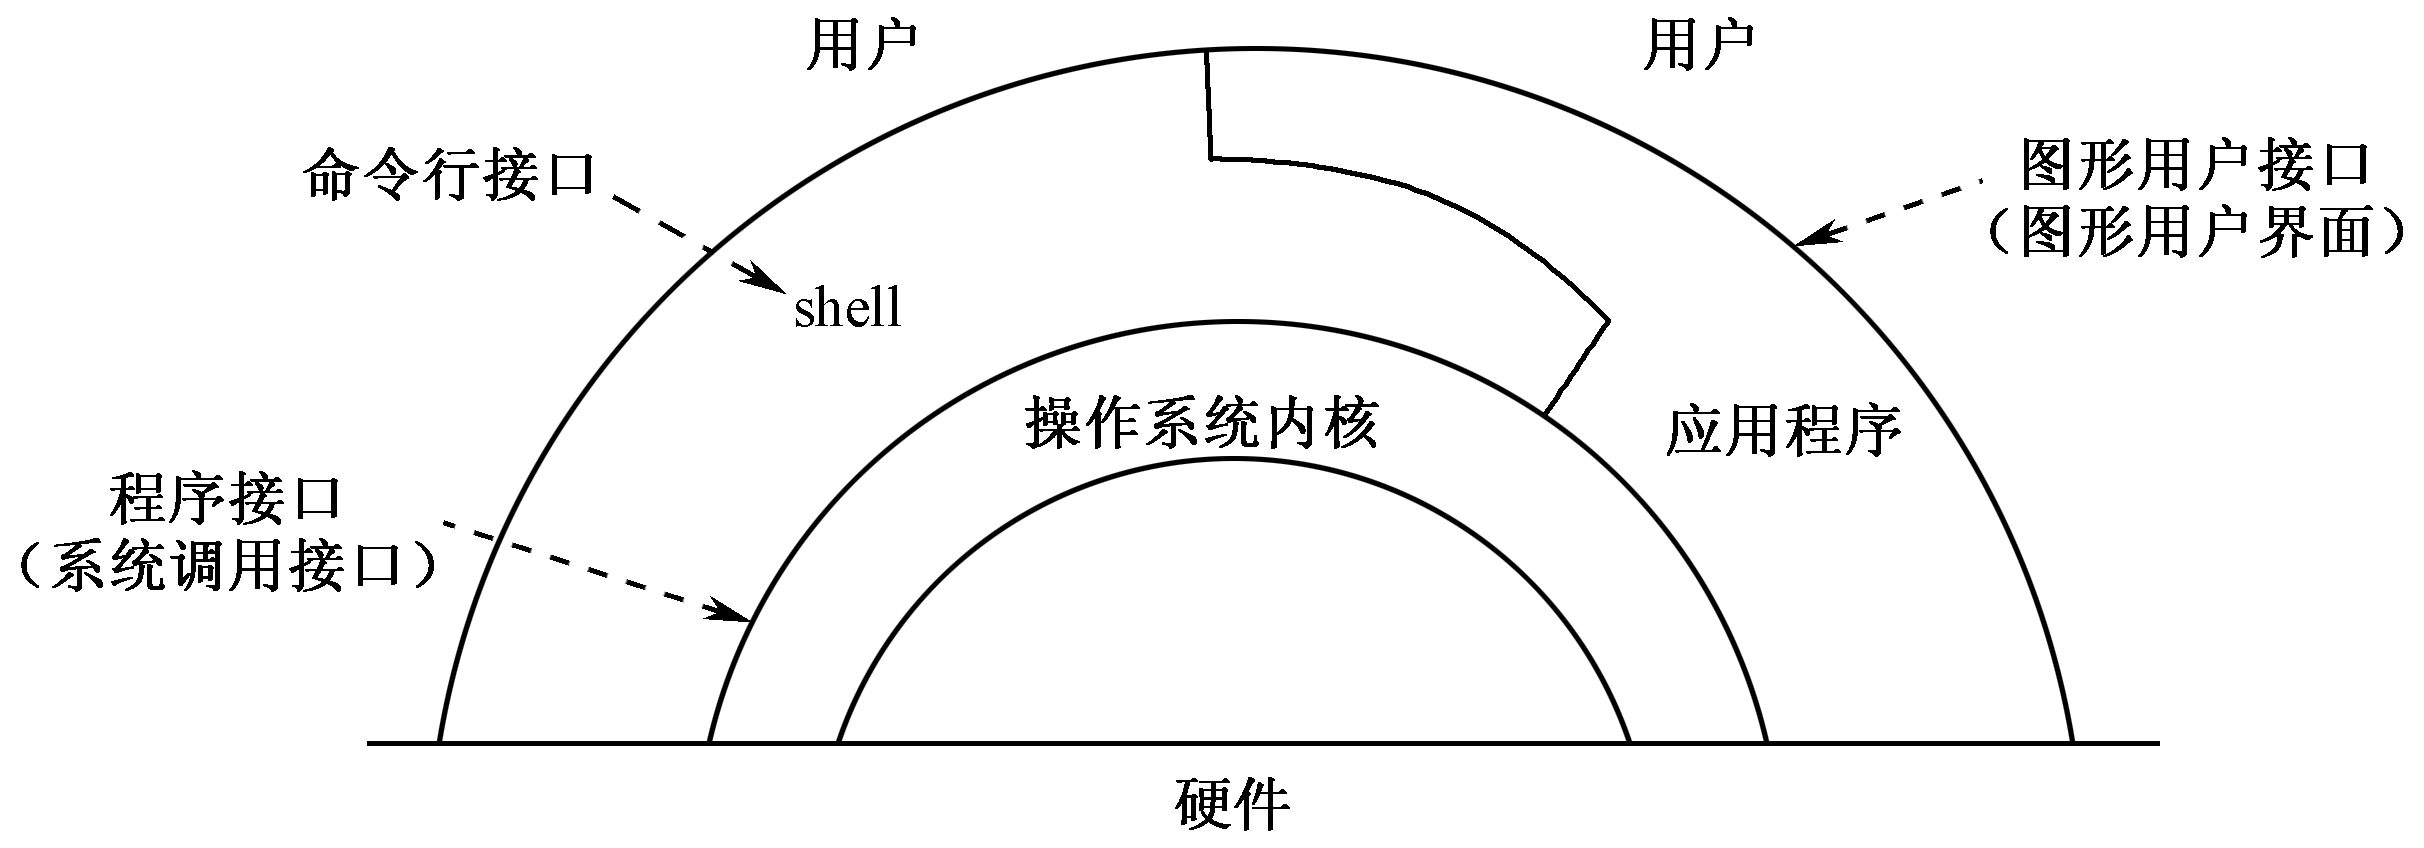 用户
用户
命令行接口
图形用户接口
（图形用户界面）
shell
操作系统内核
应用程序
程序接口
（系统调用接口）
硬件